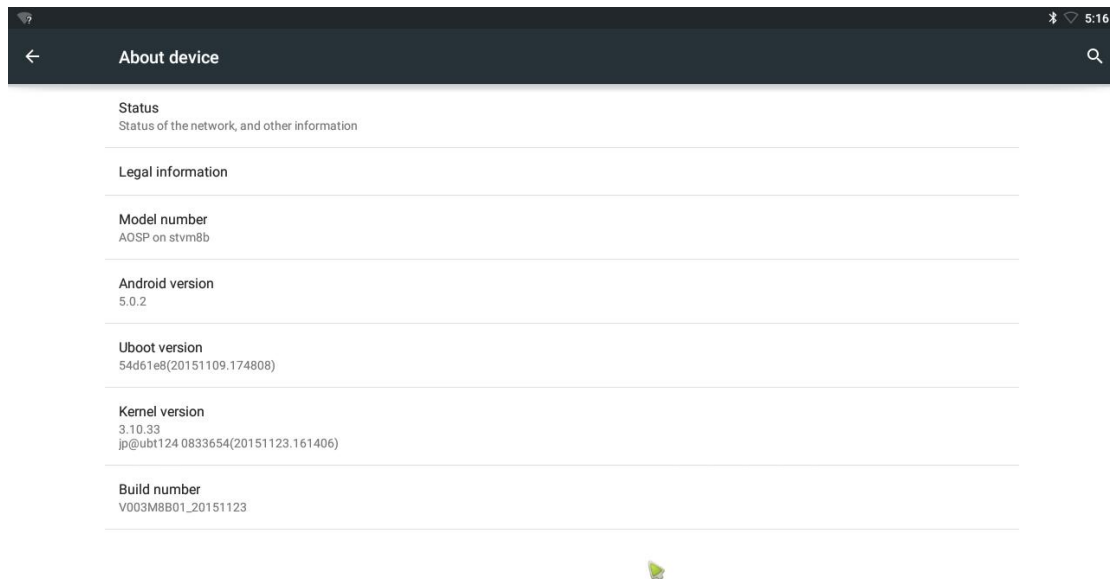 5:16
About device
Status
Status of the network, and other information
Legal information
Model number
AOSP on stvm8b
Android version
5.0.2
Uboot version
54d61e8(20151109.174808)
Kernel version
3.10.33
jp@ubt124 0833654(20151123.161406)
Build number
V003M8B01_20151123